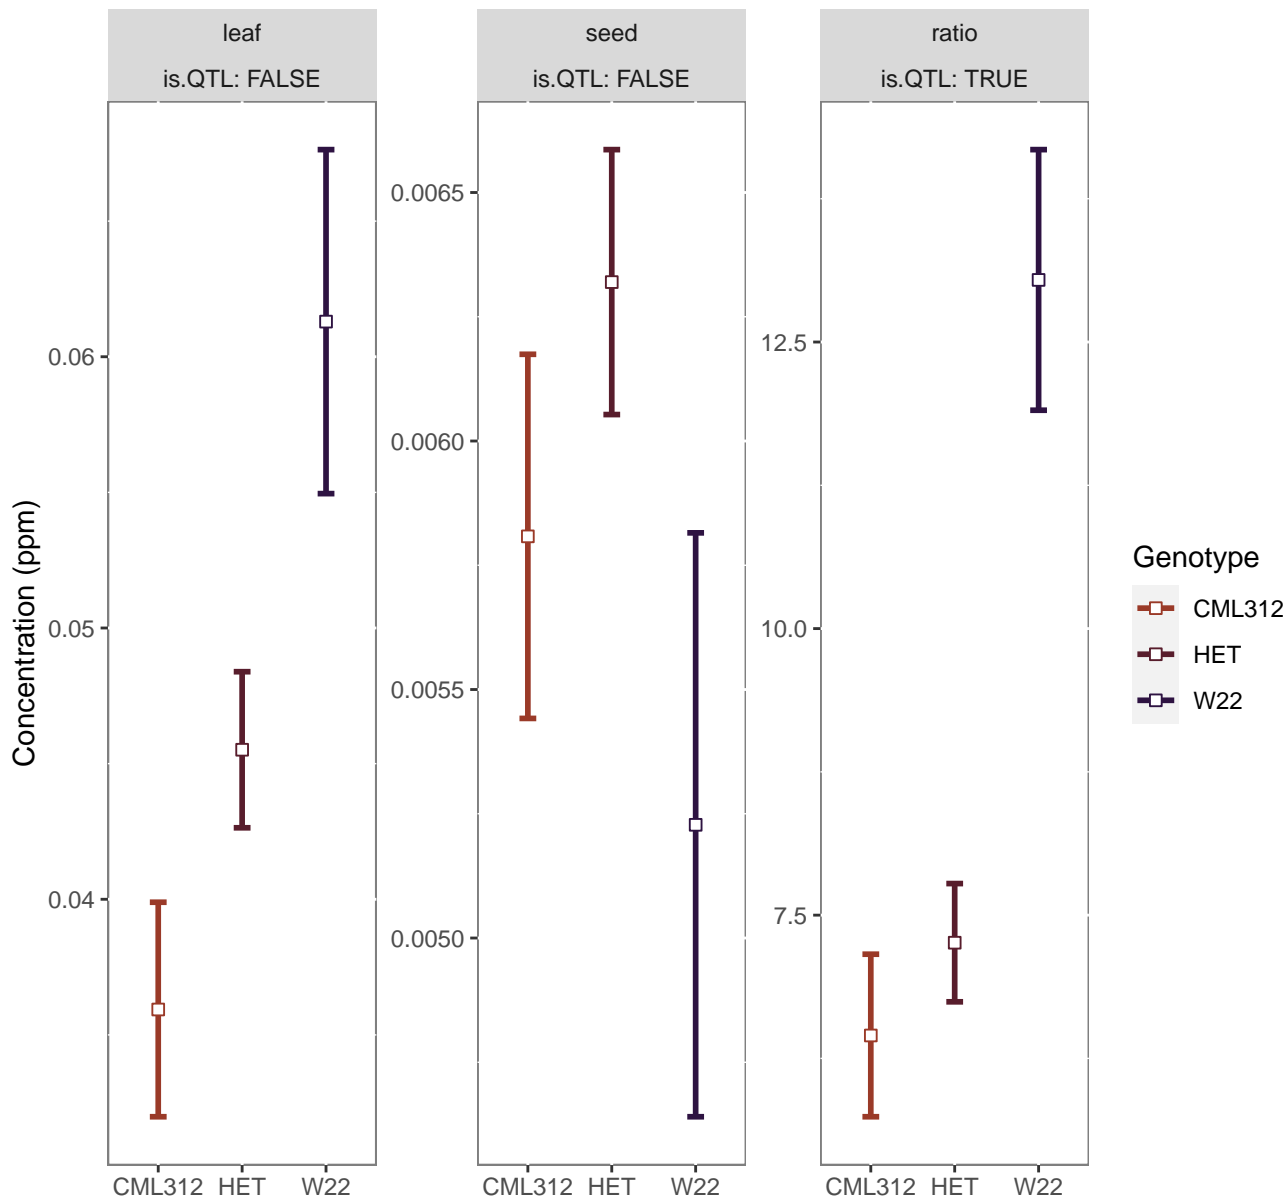 leaf
is.QTL: FALSE
seed
is.QTL: FALSE
ratio
is.QTL: TRUE
Concentration (ppm)
0.06
0.05
0.04
CML312 HET W22
0.0065
0.0060
0.0055
0.0050
CML312 HET W22
12.5
10.0
7.5
CML312 HET W22
Genotype
CML312
HET
W22